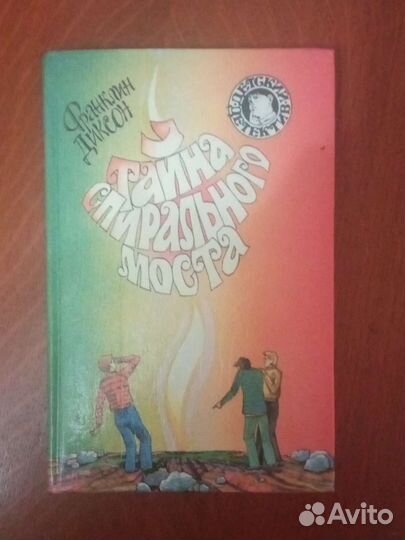 Франклин
Диксон
ДЕТСКИЙ
ДЕТЕКТИВ
ТАЙНА
СПИРАЛЬНОГО
МОСТА
Avito